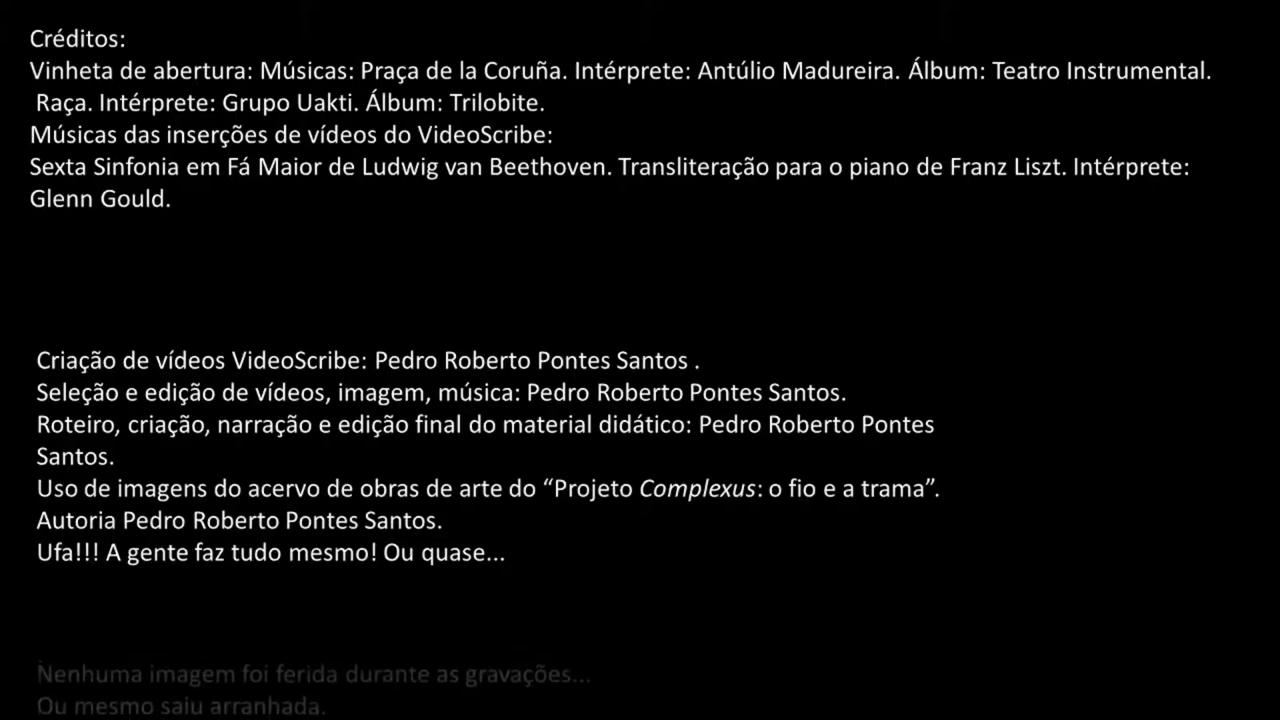 Créditos:
Vinheta de abertura: Músicas: Praça de la Coruña. Intérprete: Antúlio Madureira. Álbum: Teatro Instrumental.
Raça. Intérprete: Grupo Uakti. Álbum: Trilobite.
Músicas das inserções de vídeos do VideoScribe:
Sexta Sinfonia em Fá Maior de Ludwig van Beethoven. Transliteração para o piano de Franz Liszt. Intérprete:
Glenn Gould.
Criação de vídeos VideoScribe: Pedro Roberto Pontes Santos .
Seleção e edição de vídeos, imagem, música: Pedro Roberto Pontes Santos.
Roteiro, criação, narração e edição final do material didático: Pedro Roberto Pontes
Santos.
Uso de imagens do acervo de obras de arte do “Projeto Complexus: o fio e a trama”.
Autoria Pedro Roberto Pontes Santos.
Ufa!!! A gente faz tudo mesmo! Ou quase...
Nenhuma imagem foi ferida durante as gravações...
Ou mesmo saiu arranhada.